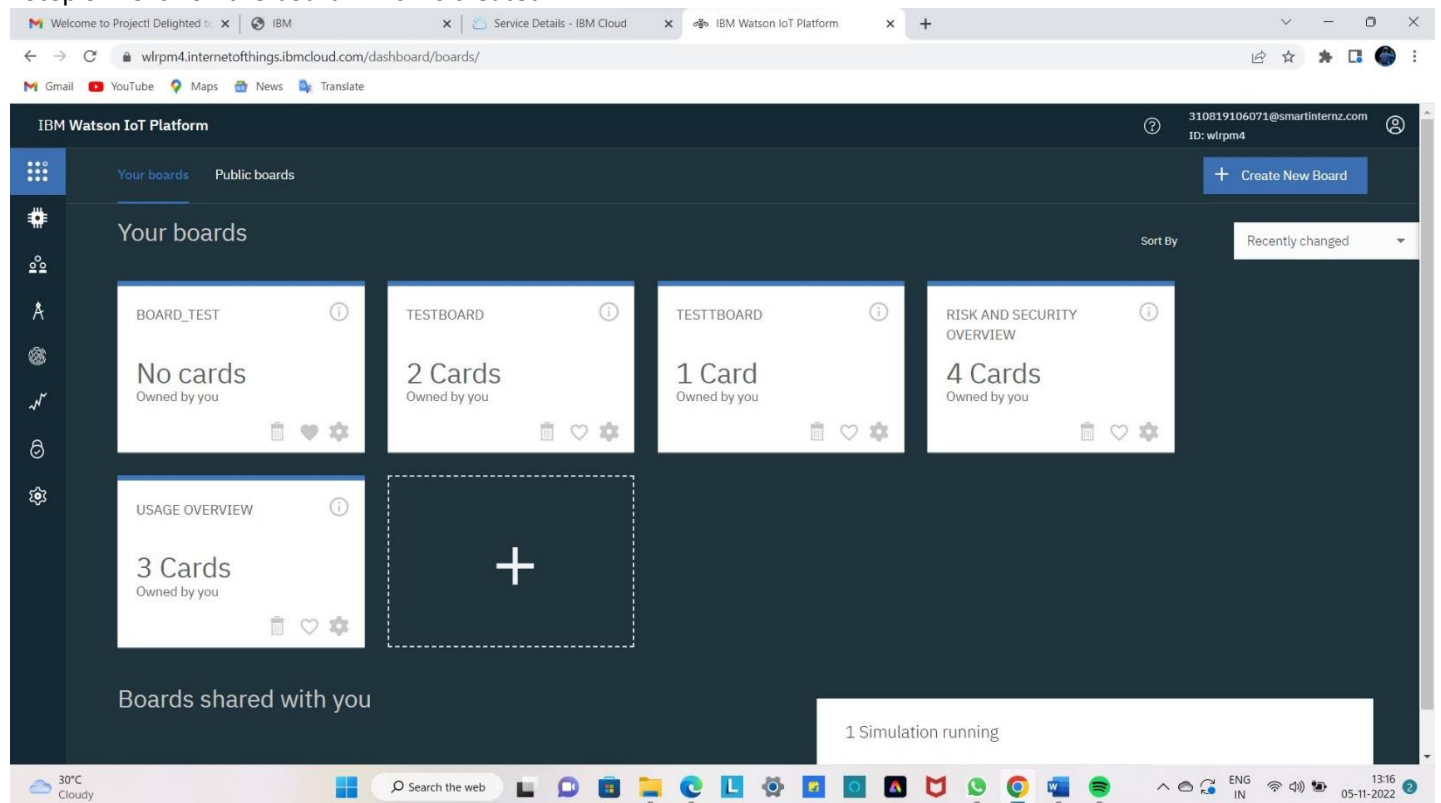 Welcome to Project! Delighted to
IBM
Service Details - IBM Cloud
IBM Watson IoT Platform
wlrpm4.internetofthings.ibmcloud.com/dashboard/boards/
Gmail YouTube Maps News Translate
IBM Watson IoT Platform
310819106071@smartinternz.com
ID: wlrpm4
Your boards Public boards
+ Create New Board
Your boards
Sort By Recently changed
BOARD_TEST
No cards
Owned by you
TESTBOARD
2 Cards
Owned by you
TESTTBOARD
1 Card
Owned by you
RISK AND SECURITY
OVERVIEW
4 Cards
Owned by you
USAGE OVERVIEW
3 Cards
Owned by you
Boards shared with you
1 Simulation running
30°C
Cloudy
Search the web
ENG
IN
13:16
05-11-2022
2